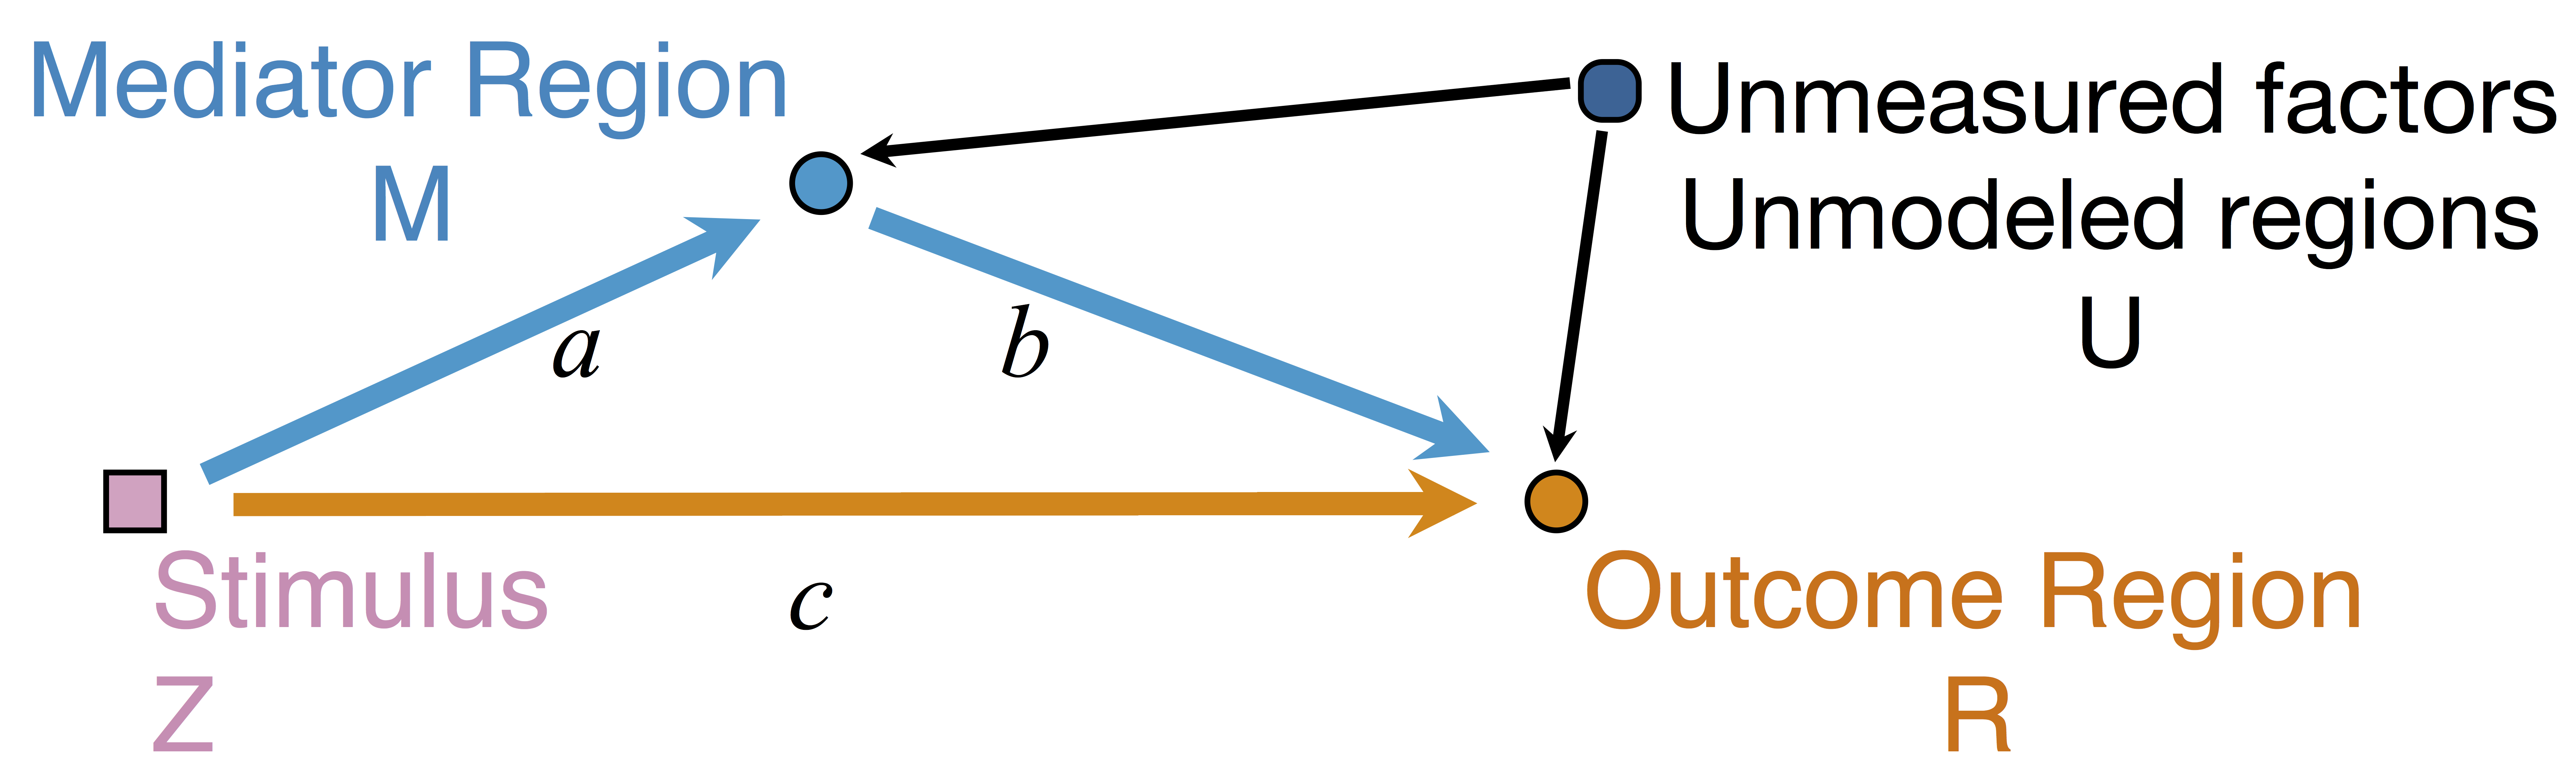 Mediator Region
M
Unmeasured factors
Unmodeled regions
U
a
b
c
Stimulus
Z
Outcome Region
R